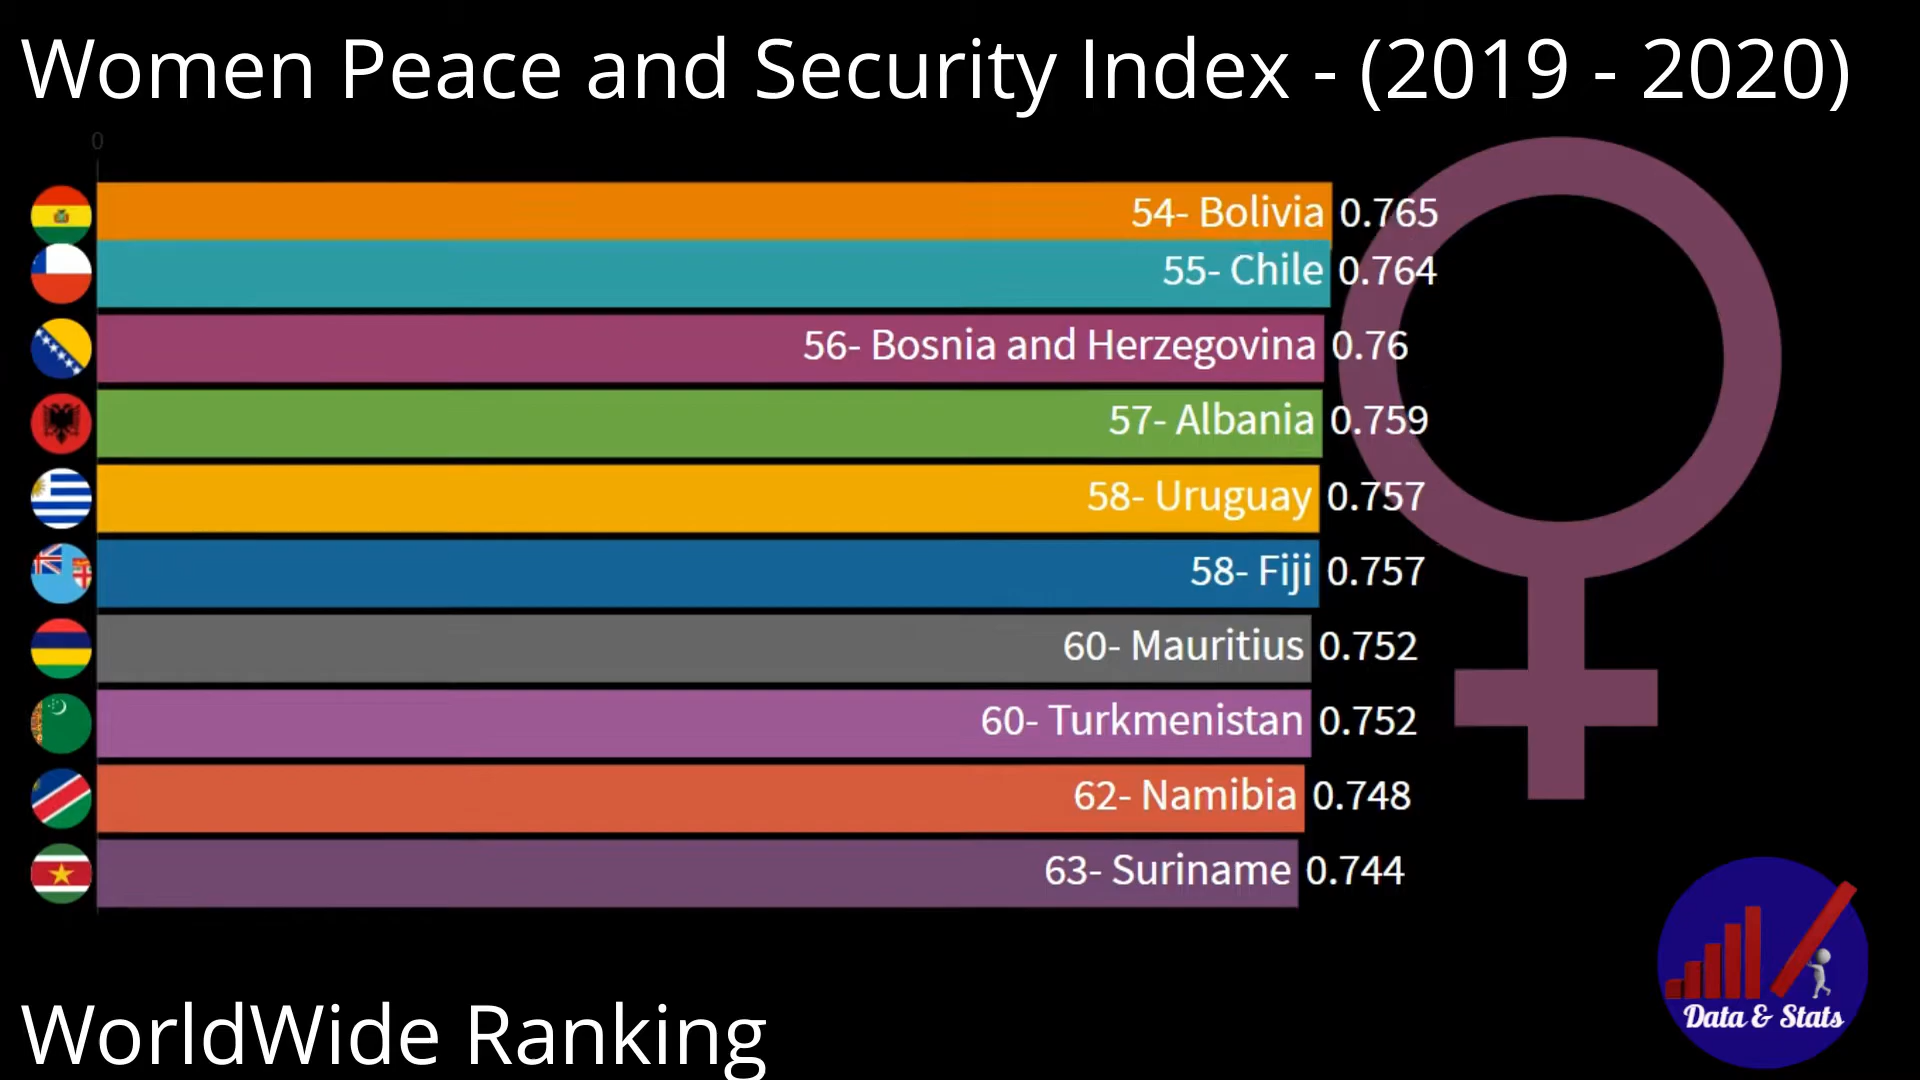 Women Peace and Security Index - (2019 - 2020)
0
54- Bolivia 0.765
55- Chile 0.764
56- Bosnia and Herzegovina 0.76
57- Albania 0.759
58- Uruguay 0.757
58- Fiji 0.757
60- Mauritius 0.752
60- Turkmenistan 0.752
62- Namibia 0.748
63- Suriname 0.744
Data & Stats
WorldWide Ranking